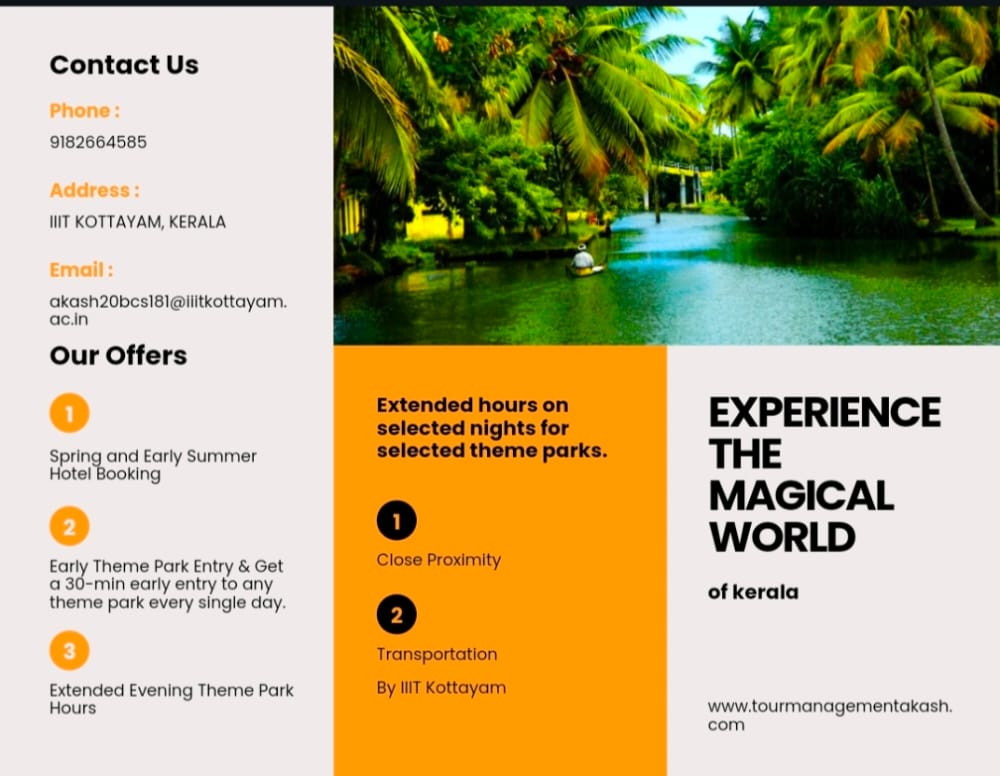 Contact Us
Phone :
9182664585
Address :
IIIT KOTTAYAM, KERALA
Email :
akash20bcs181@iiitkottayam.
ac.in
Our Offers
1
Spring and Early Summer
Hotel Booking
2
Early Theme Park Entry & Get
a 30-min early entry to any
theme park every single day.
3
Extended Evening Theme Park
Hours
Extended hours on
selected nights for
selected theme parks.
1
Close Proximity
2
Transportation
By IIIT Kottayam
EXPERIENCE
THE
MAGICAL
WORLD
of kerala
www.tourmanagementakash.
com